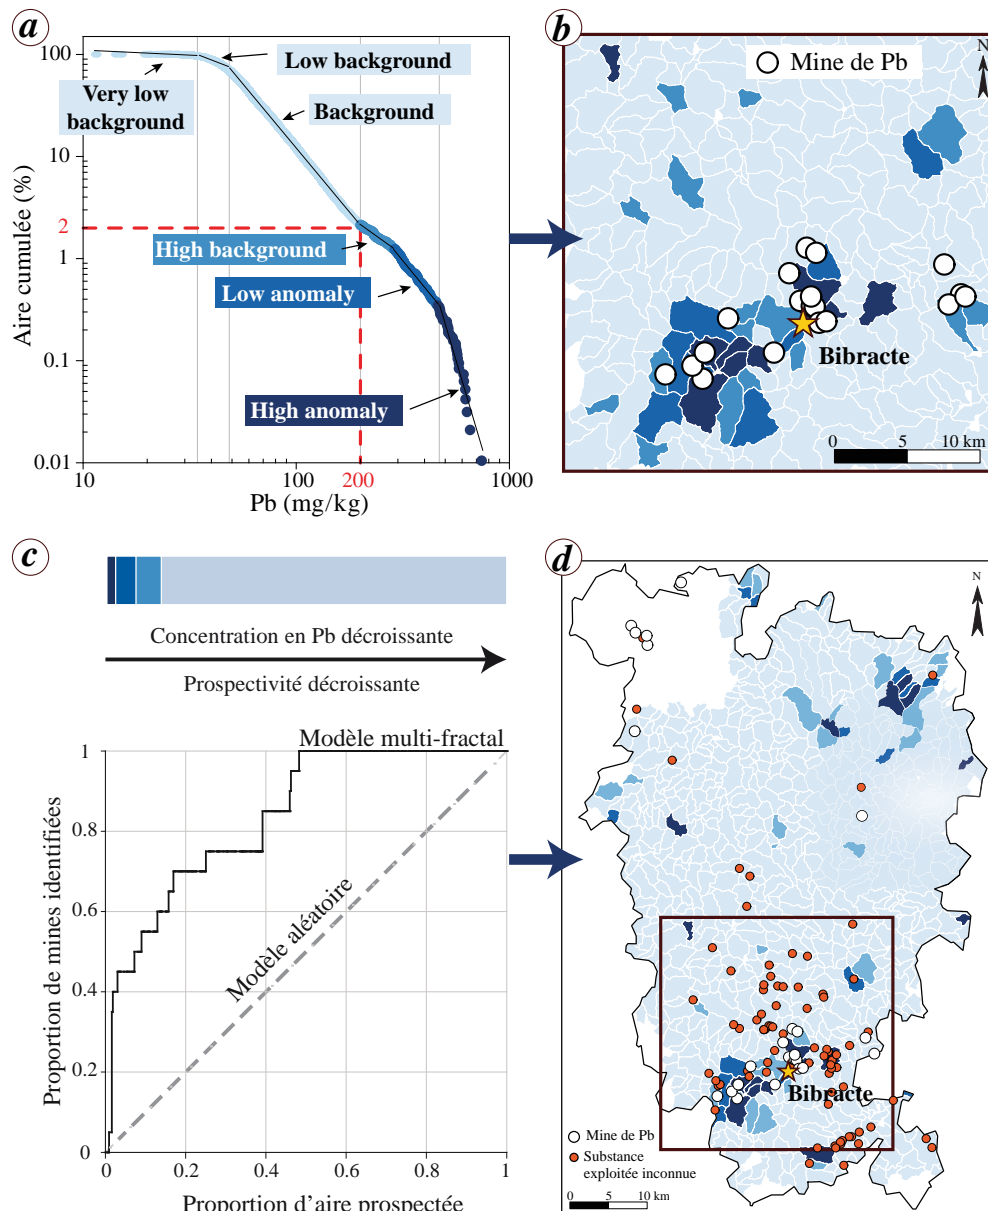 a
100
10
1
0.1
0.01
2
Aire cumulée (%)
Low background
Very low
background
Background
High background
Low anomaly
High anomaly
10
100
200
1000
Pb (mg/kg)
b
Mine de Pb
N
Bibracte
0 5 10 km
c
Concentration en Pb décroissante
Prospectivité décroissante
Modèle multi-fractal
Modèle aléatoire
1
0.8
0.6
0.4
0.2
0
Proportion de mines identifiées
0 0.2 0.4 0.6 0.8 1
Proportion d'aire prospectée
d
N
Bibracte
Mine de Pb
Substance
exploitée inconnue
0 5 10 km